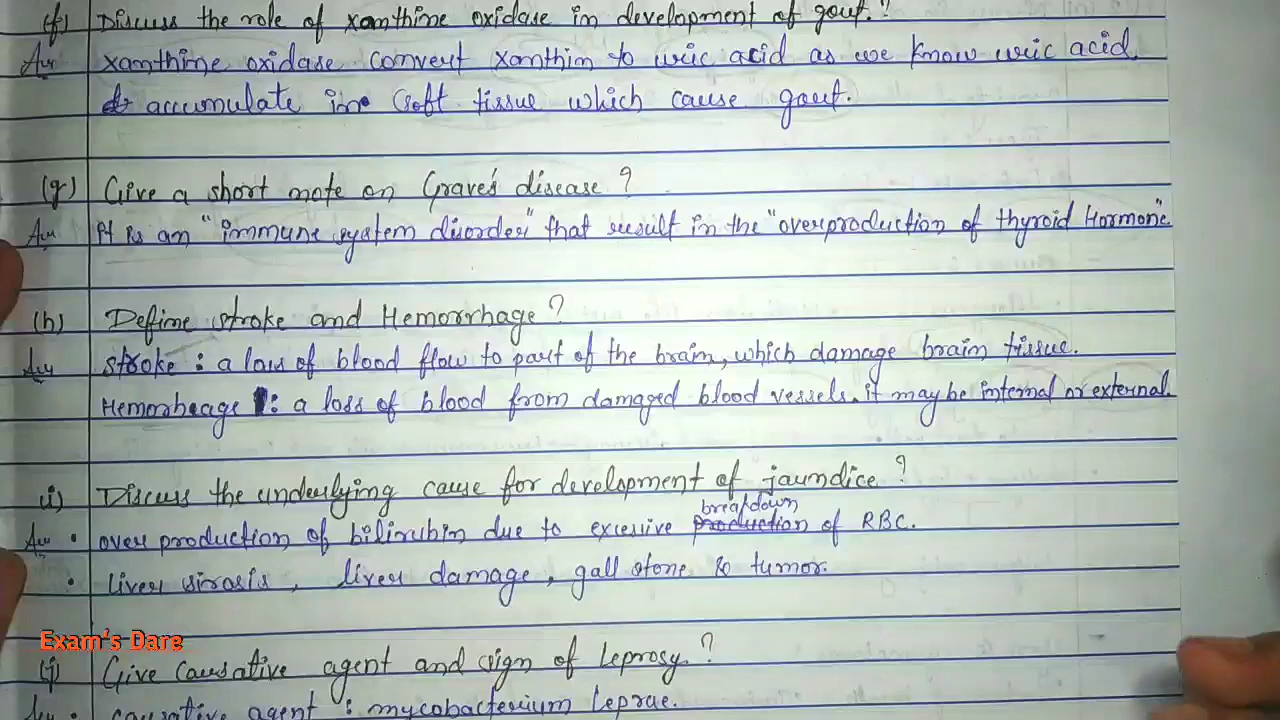 (f) Discuss the role of xanthine oxidase in development of gout.?
Ans xanthime oxidase convert xanthin to uric acid as we know uric acid
accumulate in Soft tissue which cause gout.
(g) Give a short note on Grave's disease ?
Ans It is an "immune system disorder" that result in the "overproduction of thyroid Hormone"
(h) Define stroke and Hemorrhage ?
Ans stroke : a loss of blood flow to part of the brain, which damage brain tissue.
Hemorheage : a loss of blood from damaged blood vessels. it may be internal or external.
(i) Discuss the underlying cause for development of jaundice ?
breakdown
Ans • over production of bilirubin due to excessive production of RBC.
• liver sirosis, liver damage, gall stone & tumor.
Exam's Dare
(j) Give causative agent and sign of leprosy.?
Ans • causative agent : mycobacterium leprae.